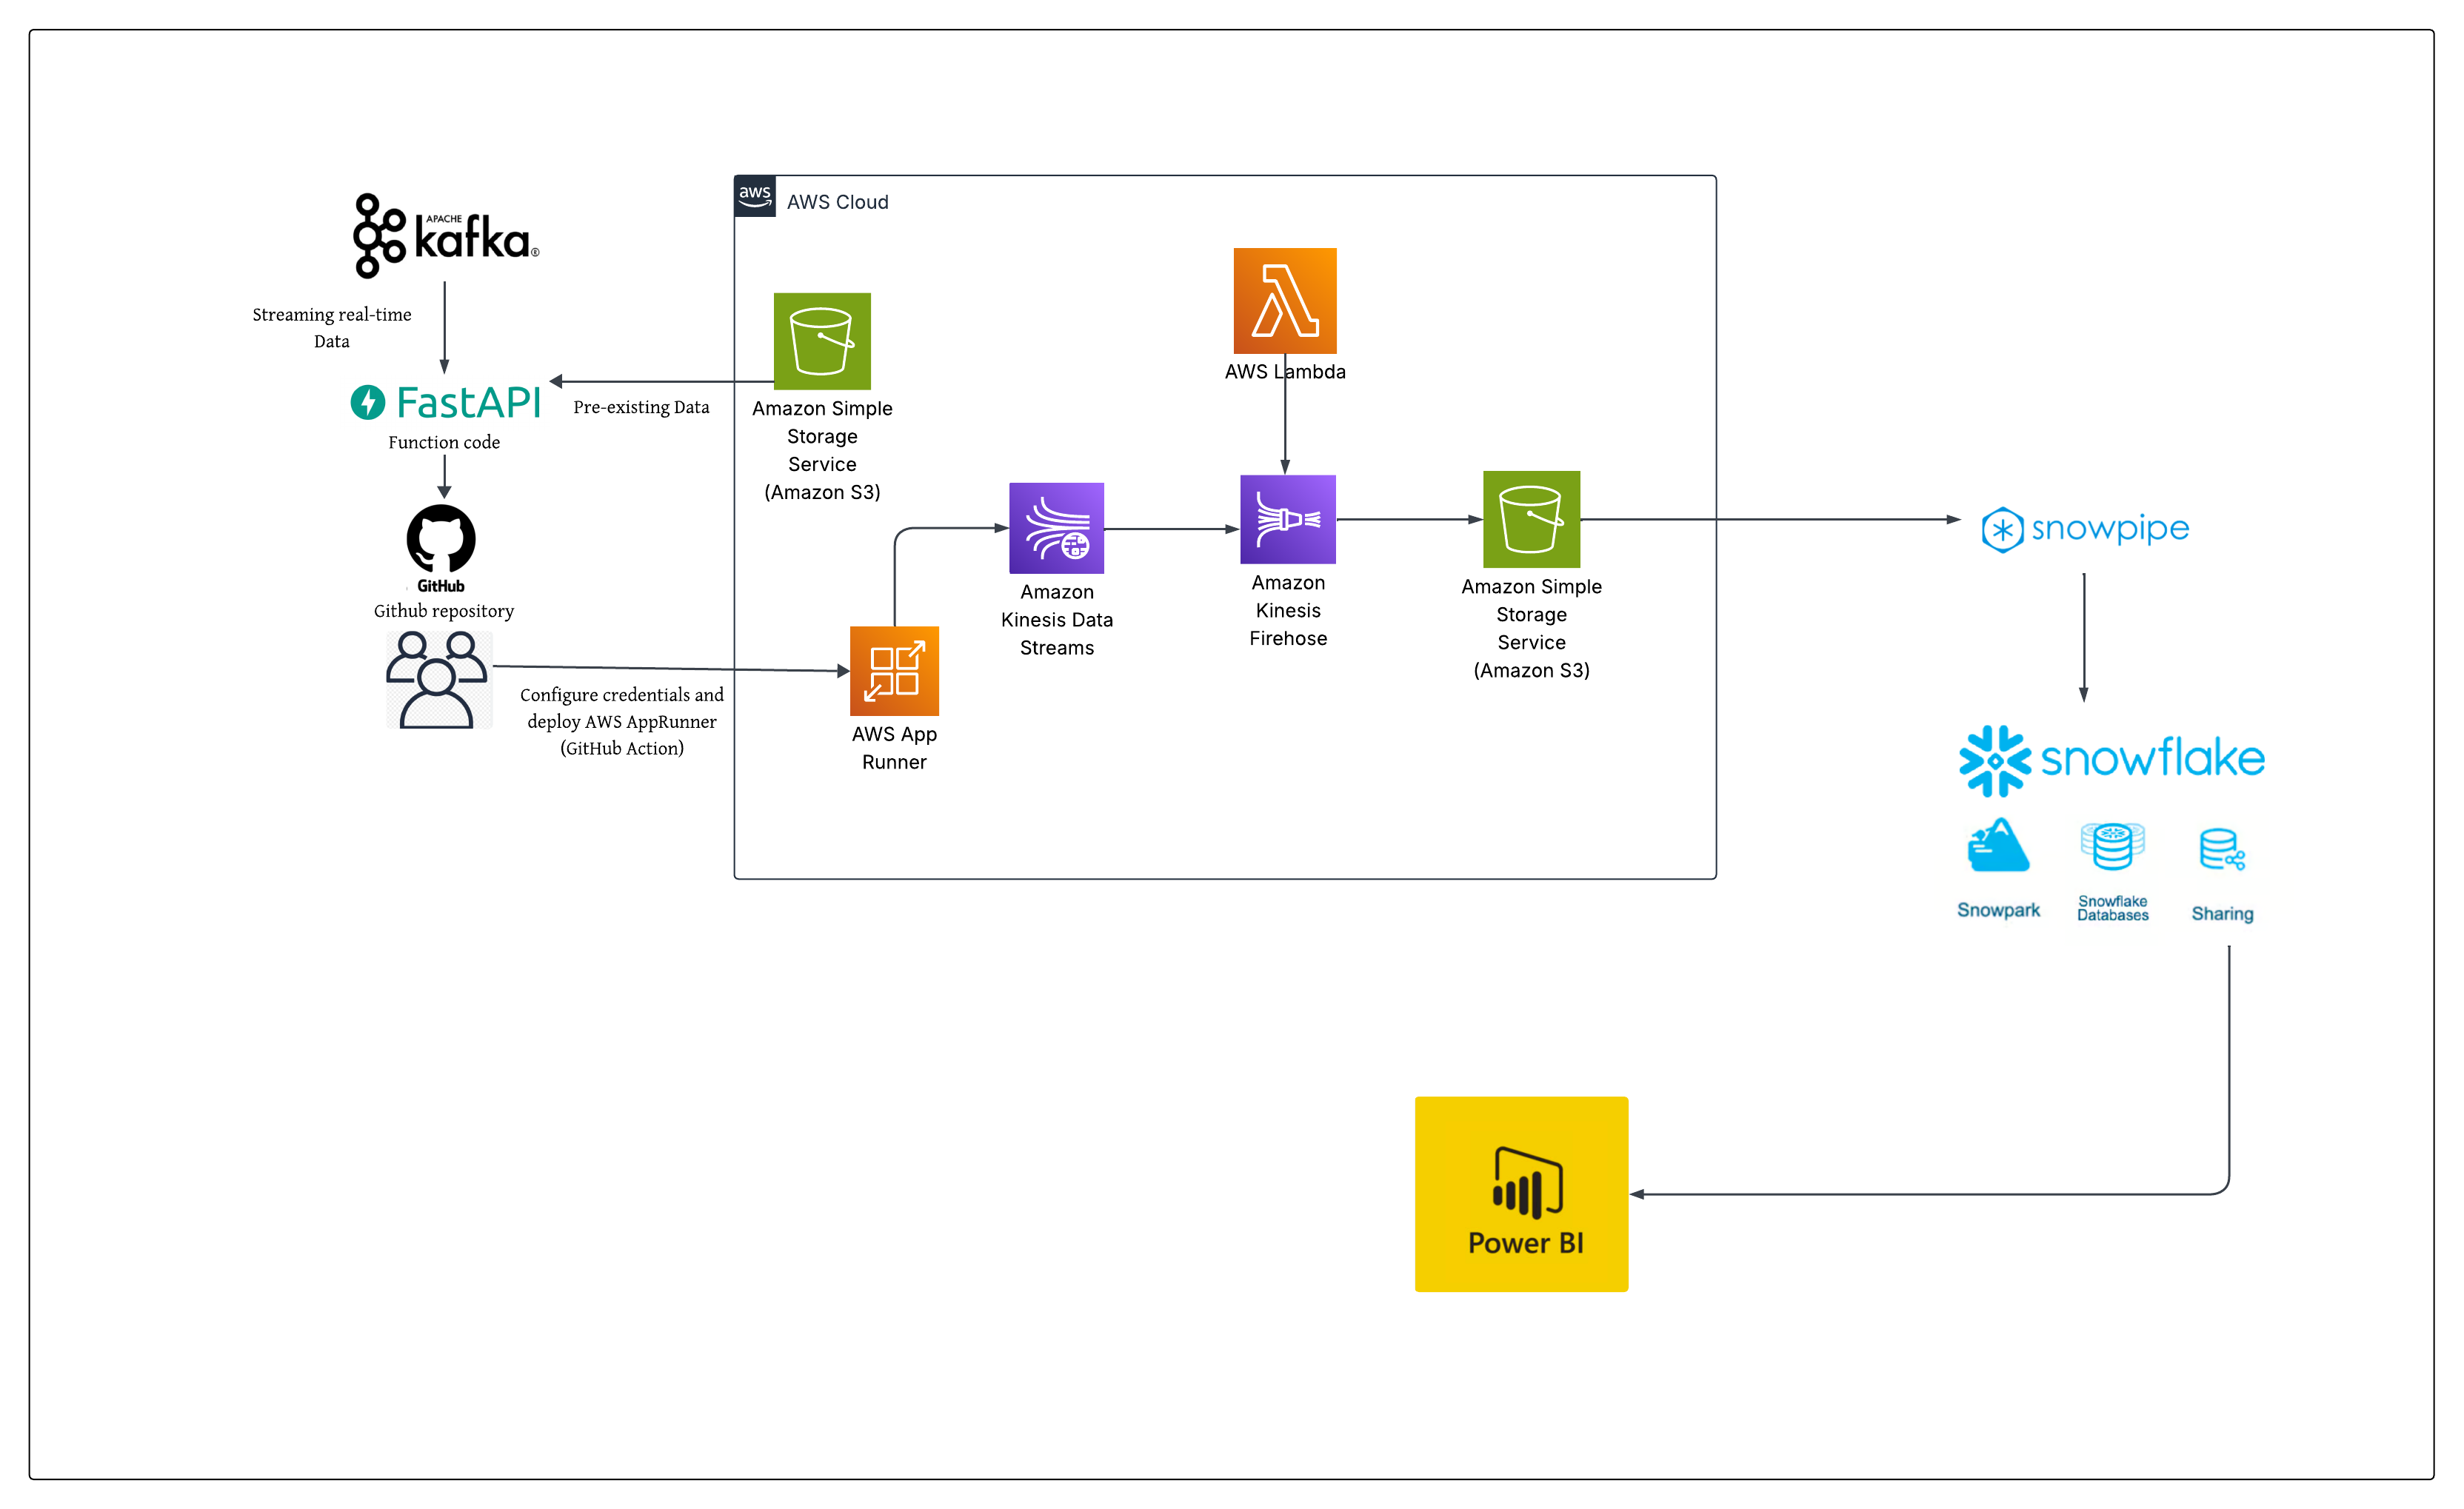 APACHE
kafka®
Streaming real-time
Data
FastAPI
Function code
GitHub
Github repository
Configure credentials and
deploy AWS AppRunner
(GitHub Action)
Pre-existing Data
aws
AWS Cloud
Amazon Simple
Storage
Service
(Amazon S3)
AWS App
Runner
Amazon
Kinesis Data
Streams
AWS Lambda
Amazon
Kinesis
Firehose
Amazon Simple
Storage
Service
(Amazon S3)
snowpipe
snowflake
Snowpark
Snowflake
Databases
Sharing
Power BI